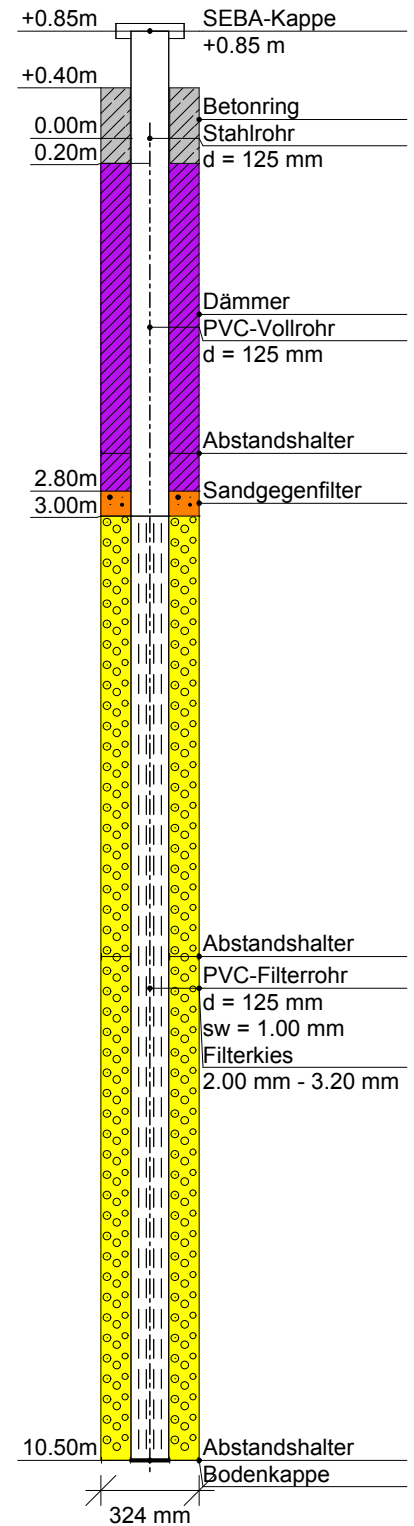 +0.85m
SEBA-Kappe
+0.85 m
+0.40m
Betonring
0.00m
Stahlrohr
0.20m
d = 125 mm
Dämmer
PVC-Vollrohr
d = 125 mm
Abstandshalter
2.80m
Sandgegenfilter
3.00m
Abstandshalter
PVC-Filterrohr
d = 125 mm
sw = 1.00 mm
Filterkies
2.00 mm - 3.20 mm
10.50m
Abstandshalter
Bodenkappe
324 mm